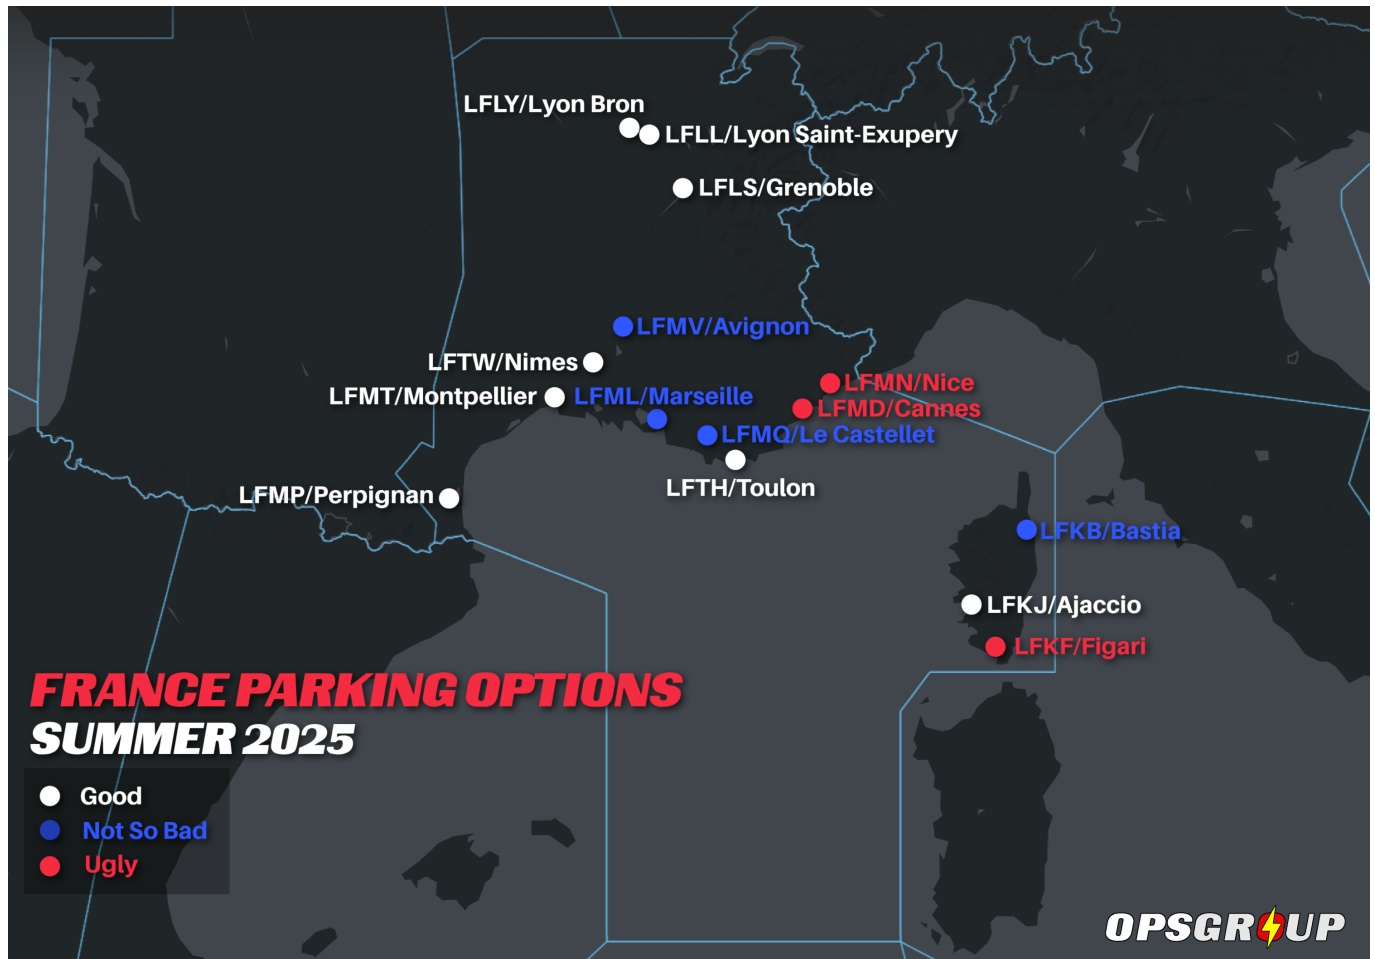 LFLY/Lyon Bron
LFLL/Lyon Saint-Exupery
LFLS/Grenoble
LFMV/Avignon
LFTW/Nimes
LFMN/Nice
LFMT/Montpellier
LFML/Marseille
LFMD/Cannes
LFMQ/Le Castellet
LFTH/Toulon
LFMP/Perpignan
LFKB/Bastia
LFKJ/Ajaccio
LFKF/Figari
FRANCE PARKING OPTIONS
SUMMER 2025
Good
Not So Bad
Ugly
OPSGROUP